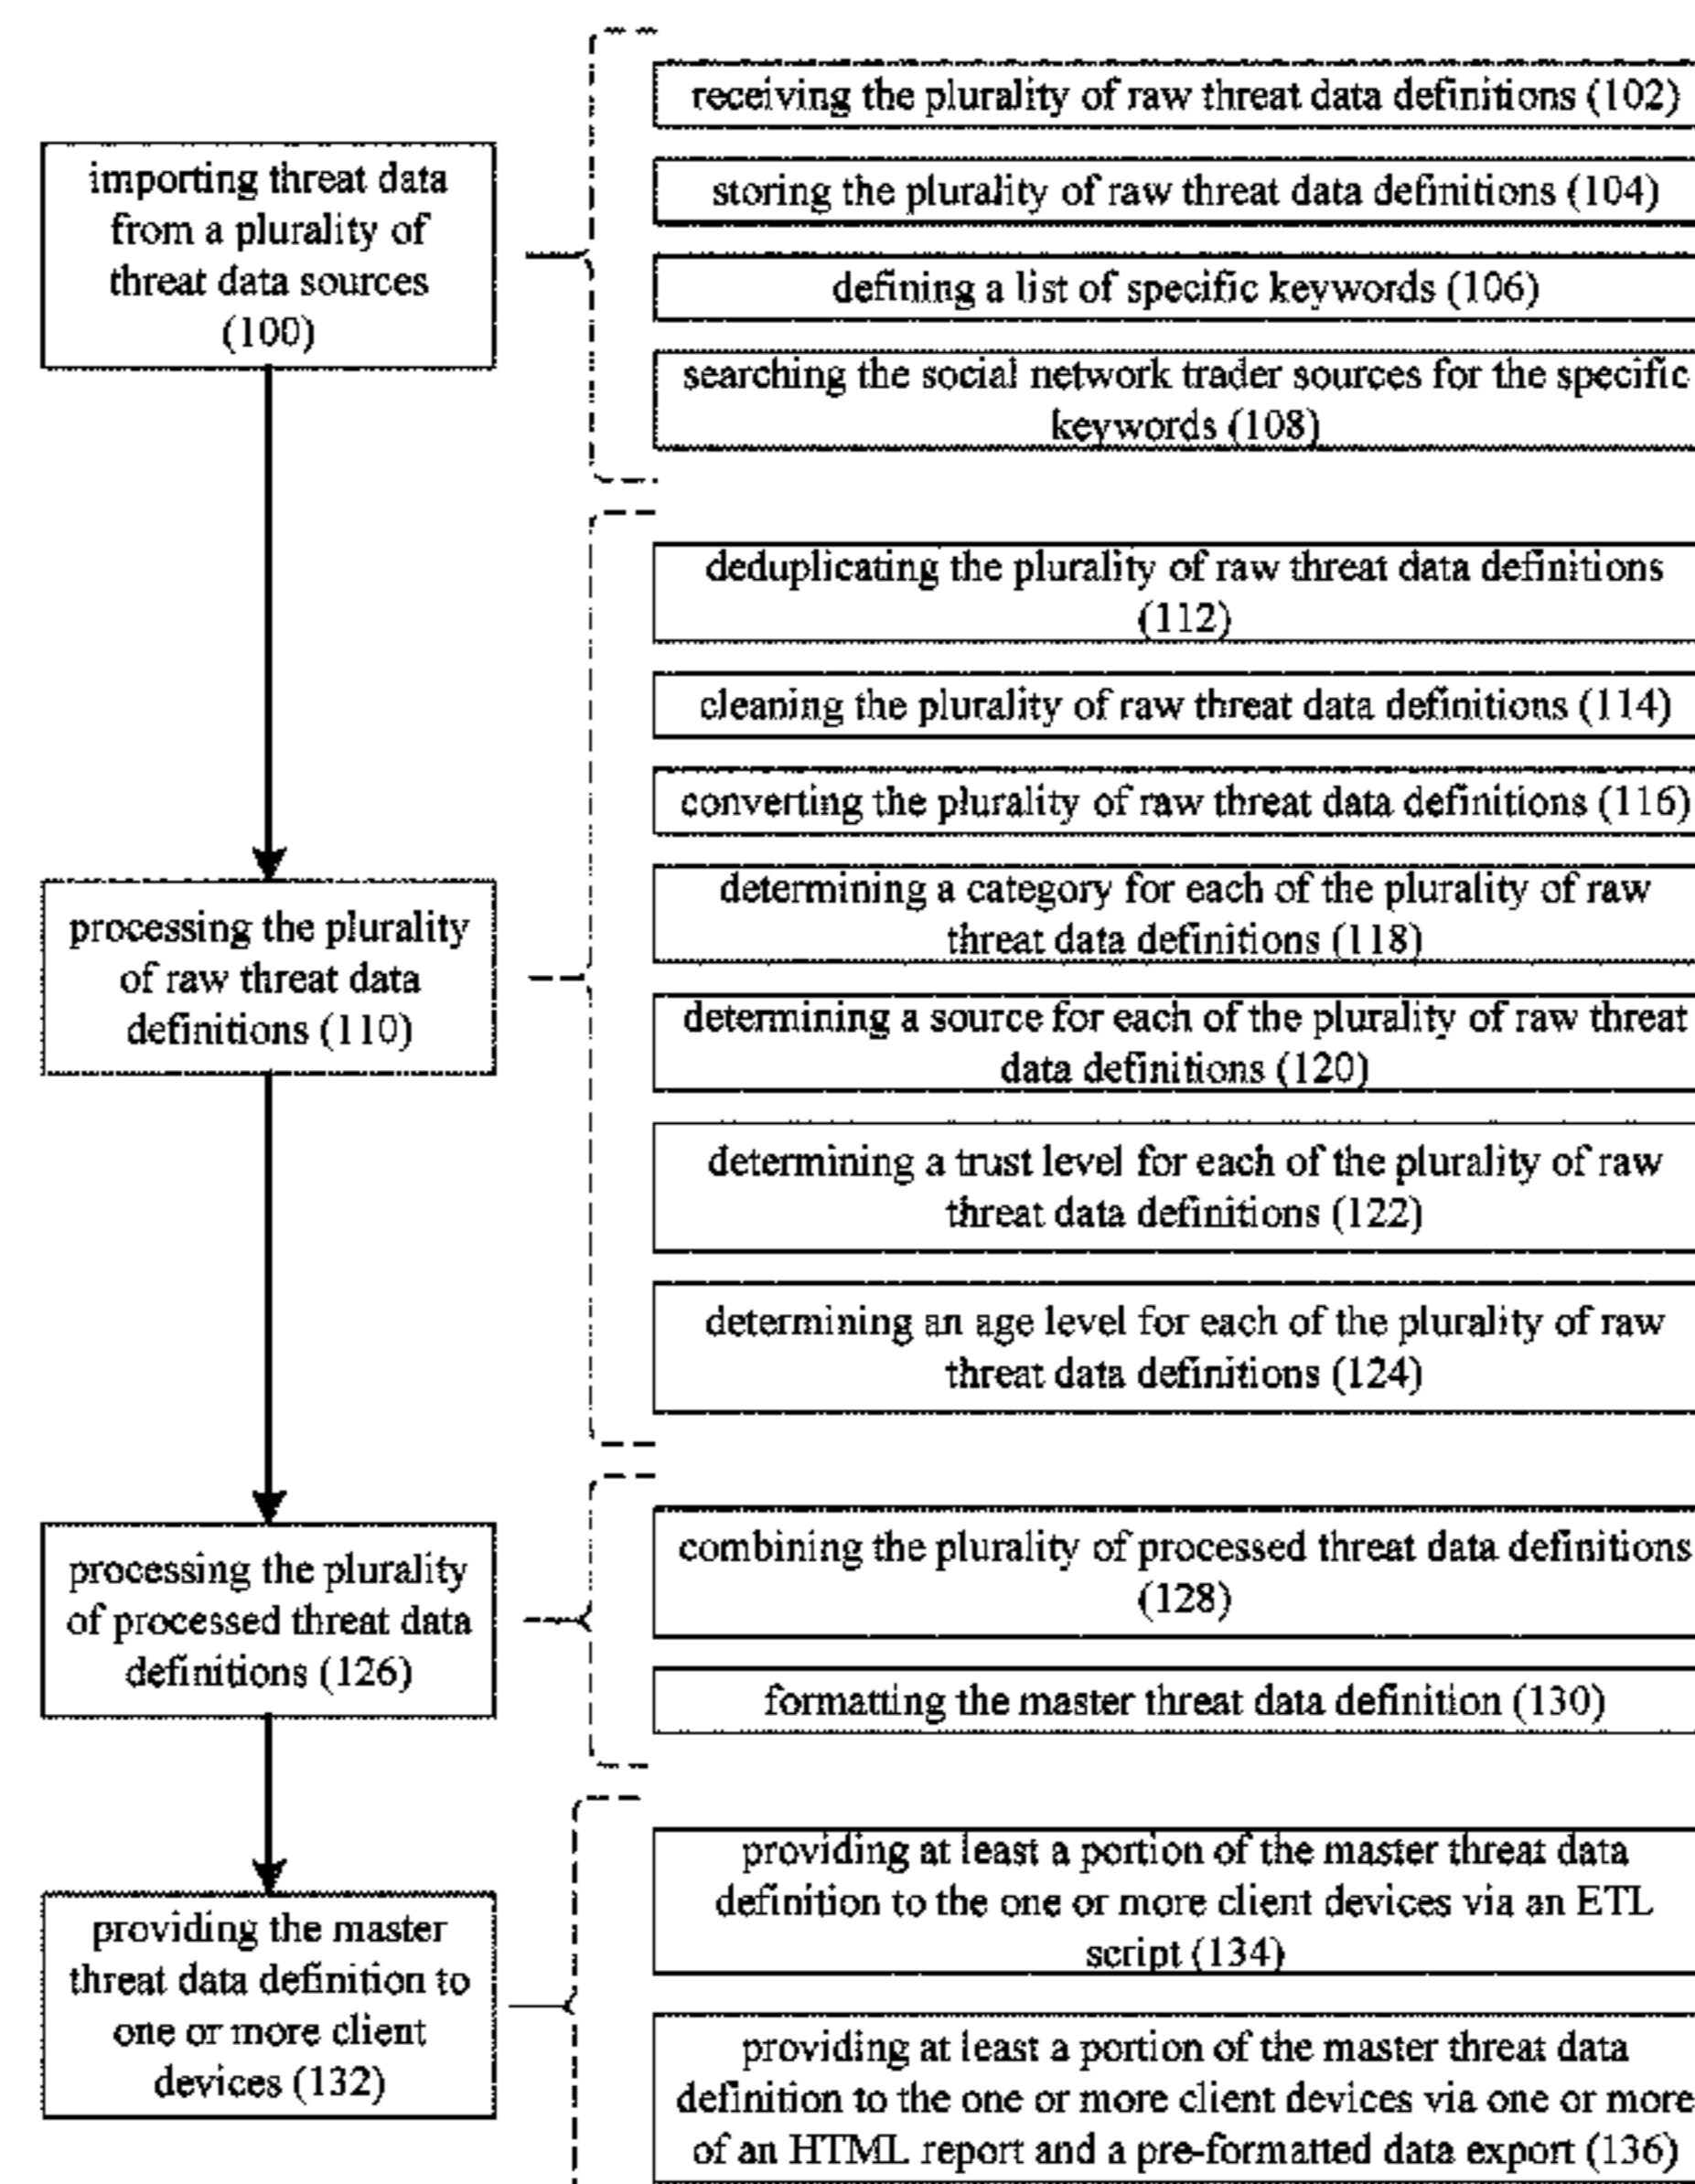 importing threat data
from a plurality of
threat data sources
(100)
receiving the plurality of raw threat data definitions (102)
storing the plurality of raw threat data definitions (104)
defining a list of specific keywords (106)
searching the social network trader sources for the specific
keywords (108)
processing the plurality
of raw threat data
definitions (110)
deduplicating the plurality of raw threat data definitions
(112)
cleaning the plurality of raw threat data definitions (114)
converting the plurality of raw threat data definitions (116)
determining a category for each of the plurality of raw
threat data definitions (118)
determining a source for each of the plurality of raw threat
data definitions (120)
determining a trust level for each of the plurality of raw
threat data definitions (122)
determining an age level for each of the plurality of raw
threat data definitions (124)
processing the plurality
of processed threat data
definitions (126)
combining the plurality of processed threat data definitions
(128)
formatting the master threat data definition (130)
providing the master
threat data definition to
one or more client
devices (132)
providing at least a portion of the master threat data
definition to the one or more client devices via an ETL
script (134)
providing at least a portion of the master threat data
definition to the one or more client devices via one or more
of an HTML report and a pre-formatted data export (136)